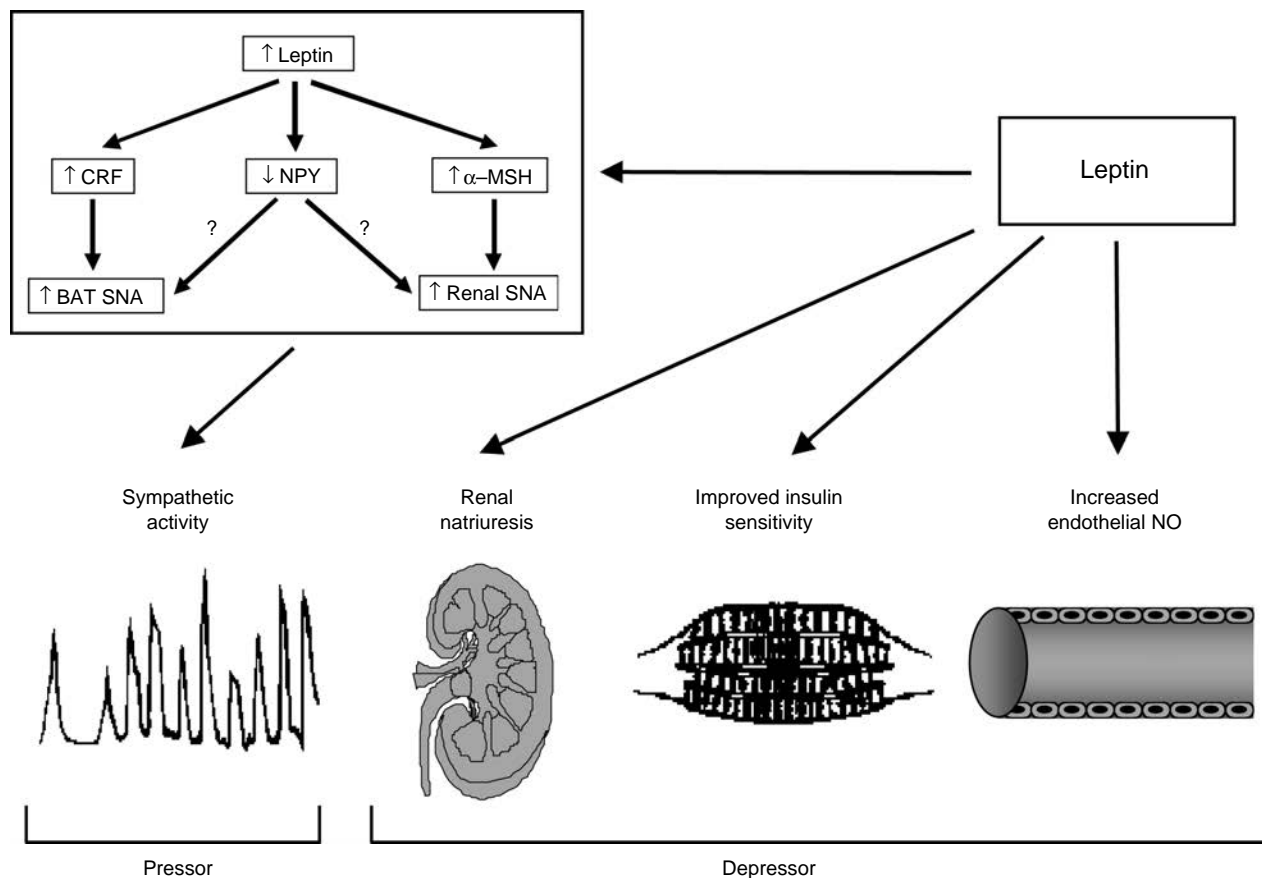 ↑ Leptin
↑ CRF
↓ NPY
↑ α–MSH
?
?
↑ BAT SNA
↑ Renal SNA
Leptin
Sympathetic
activity
Renal
natriuresis
Improved insulin
sensitivity
Increased
endothelial NO
Pressor
Depressor